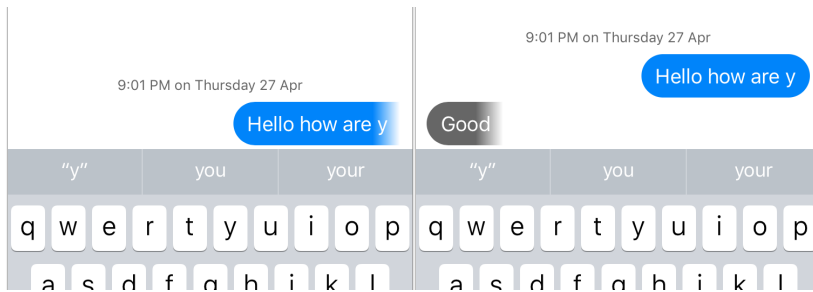 9:01 PM on Thursday 27 Apr
Hello how are y
“y” you your
q w e r t y u i o p
a s d f g h j k l
9:01 PM on Thursday 27 Apr
Hello how are y
Good
“y” you your
q w e r t y u i o p
a s d f g h j k l